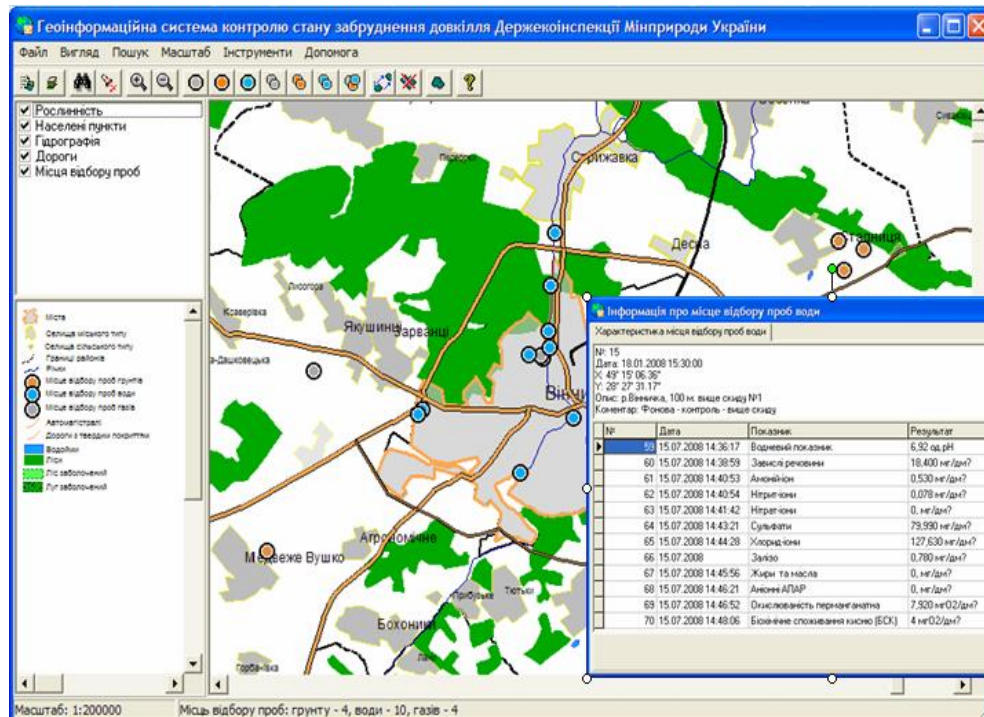 Геоінформаційна система контролю стану забруднення довкілля Держекоінспекції Мінприроди України
Файл Вигляд Пошук Масштаб Інструменти Допомога
Рослинність
Населені пункти
Гідрографія
Дороги
Місця відбору проб
Міста
Селища міського типу
Селища сільського типу
Границі районів
Річки
Місце відбору проб грунтів
Місце відбору проб води
Місце відбору проб газів
Автомагістралі
Дороги з твердим покриттям
Водойми
Ліси
Ліс заболочений
Луг заболочений
Стрижавка
Десна
Стадниця
Лисогора
Якушинці
Зарванці
Вінни
Агрономічне
Медвеже Вушко
Прибузьке
Тютьки
Бохоники
Горбанівка
Інформація про місце відбору проб води
Характеристика місця відбору проб води
№: 15
Дата: 18.01.2008 15:30:00
X: 49° 15' 06.36"
Y: 28° 27' 31.17"
Опис: р.Вінничка, 100 м. вище скиду №1
Коментар: Фонова - контроль - вище скиду
№ Дата Показник Результат
59 15.07.2008 14:36:17 Водневий показник 6,92 од.pH
60 15.07.2008 14:38:59 Завислі речовини 18,400 мг/дм?
61 15.07.2008 14:40:53 Амоній-іон 0,530 мг/дм?
62 15.07.2008 14:40:54 Нітрит-іони 0,078 мг/дм?
63 15.07.2008 14:41:42 Нітрат-іони 0, мг/дм?
64 15.07.2008 14:43:21 Сульфати 79,990 мг/дм?
65 15.07.2008 14:44:28 Хлорид-іони 127,630 мг/дм?
66 15.07.2008 Залізо 0,780 мг/дм?
67 15.07.2008 14:45:56 Жири та масла 0, мг/дм?
68 15.07.2008 14:46:21 Аніонні АПАР 0, мг/дм?
69 15.07.2008 14:46:52 Окислюваність перманганатна 7,920 мгО2/дм?
70 15.07.2008 14:48:06 Біохімічне споживання кисню (БСК) 4 мгО2/дм?
Масштаб: 1:200000 Місць відбору проб: грунту - 4, води - 10, газів - 4